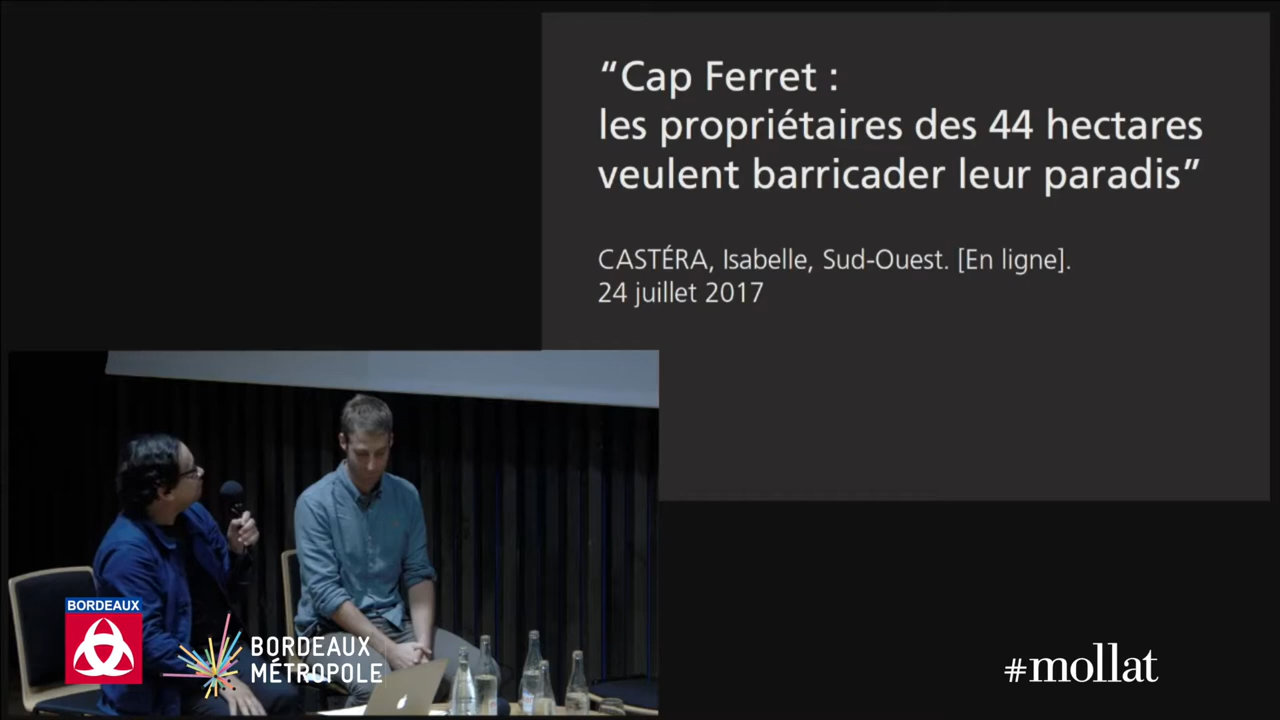 “Cap Ferret :
les propriétaires des 44 hectares
veulent barricader leur paradis”
CASTÉRA, Isabelle, Sud-Ouest. [En ligne].
24 juillet 2017
BORDEAUX
BORDEAUX
MÉTROPOLE
#mollat